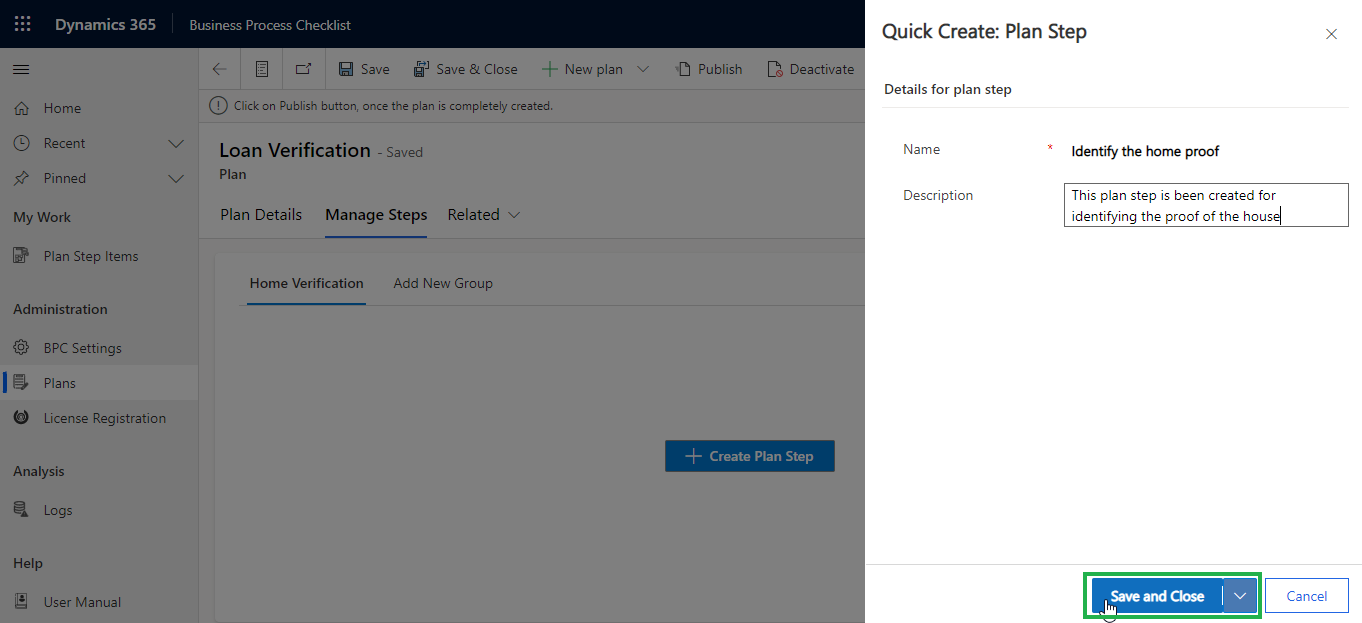 Dynamics 365
Business Process Checklist
Home
Recent
Pinned
My Work
Plan Step Items
Administration
BPC Settings
Plans
License Registration
Analysis
Logs
Help
User Manual
Save
Save & Close
New plan
Publish
Deactivate
Click on Publish button, once the plan is completely created.
Loan Verification - Saved
Plan
Plan Details
Manage Steps
Related
Home Verification
Add New Group
Create Plan Step
Quick Create: Plan Step
Details for plan step
Name * Identify the home proof
Description
This plan step is been created for
identifying the proof of the house
Save and Close
Cancel